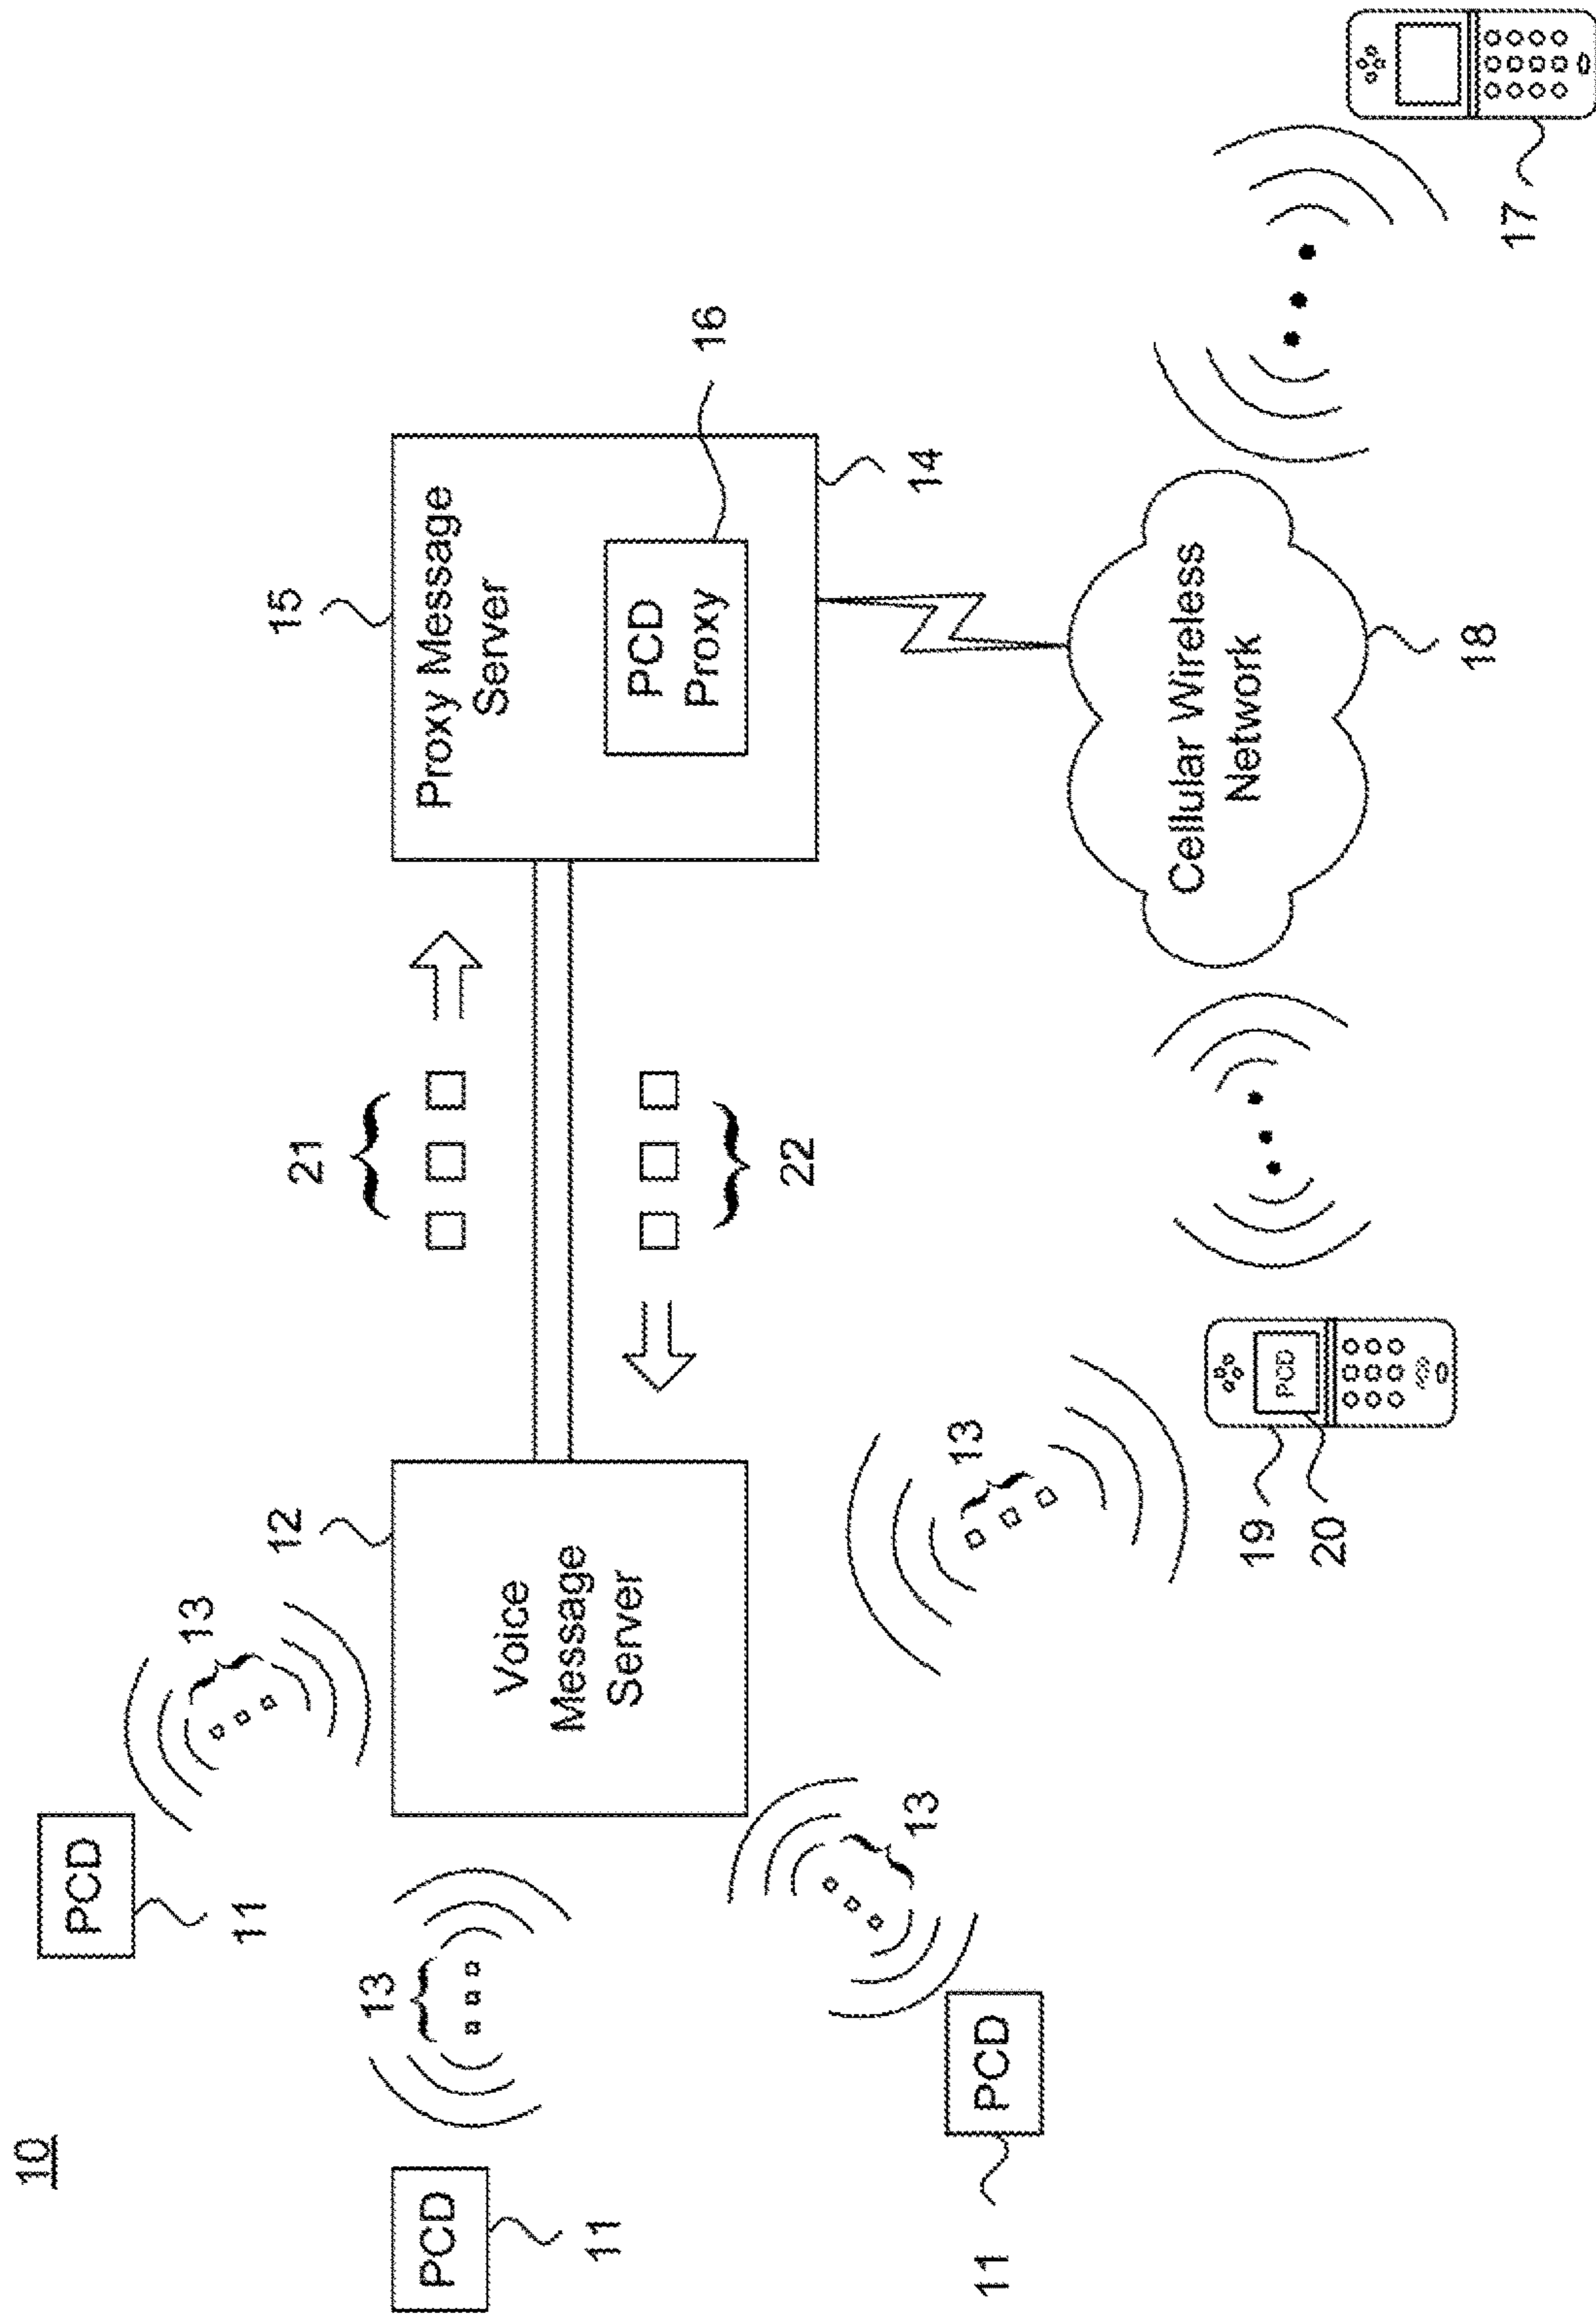 10
PCD
11
13
PCD
11
13
PCD
11
13
12
Voice
Message
Server
13
21
22
15
Proxy Message
Server
PCD
Proxy
16
14
Cellular Wireless
Network
18
PCD
19
20
17